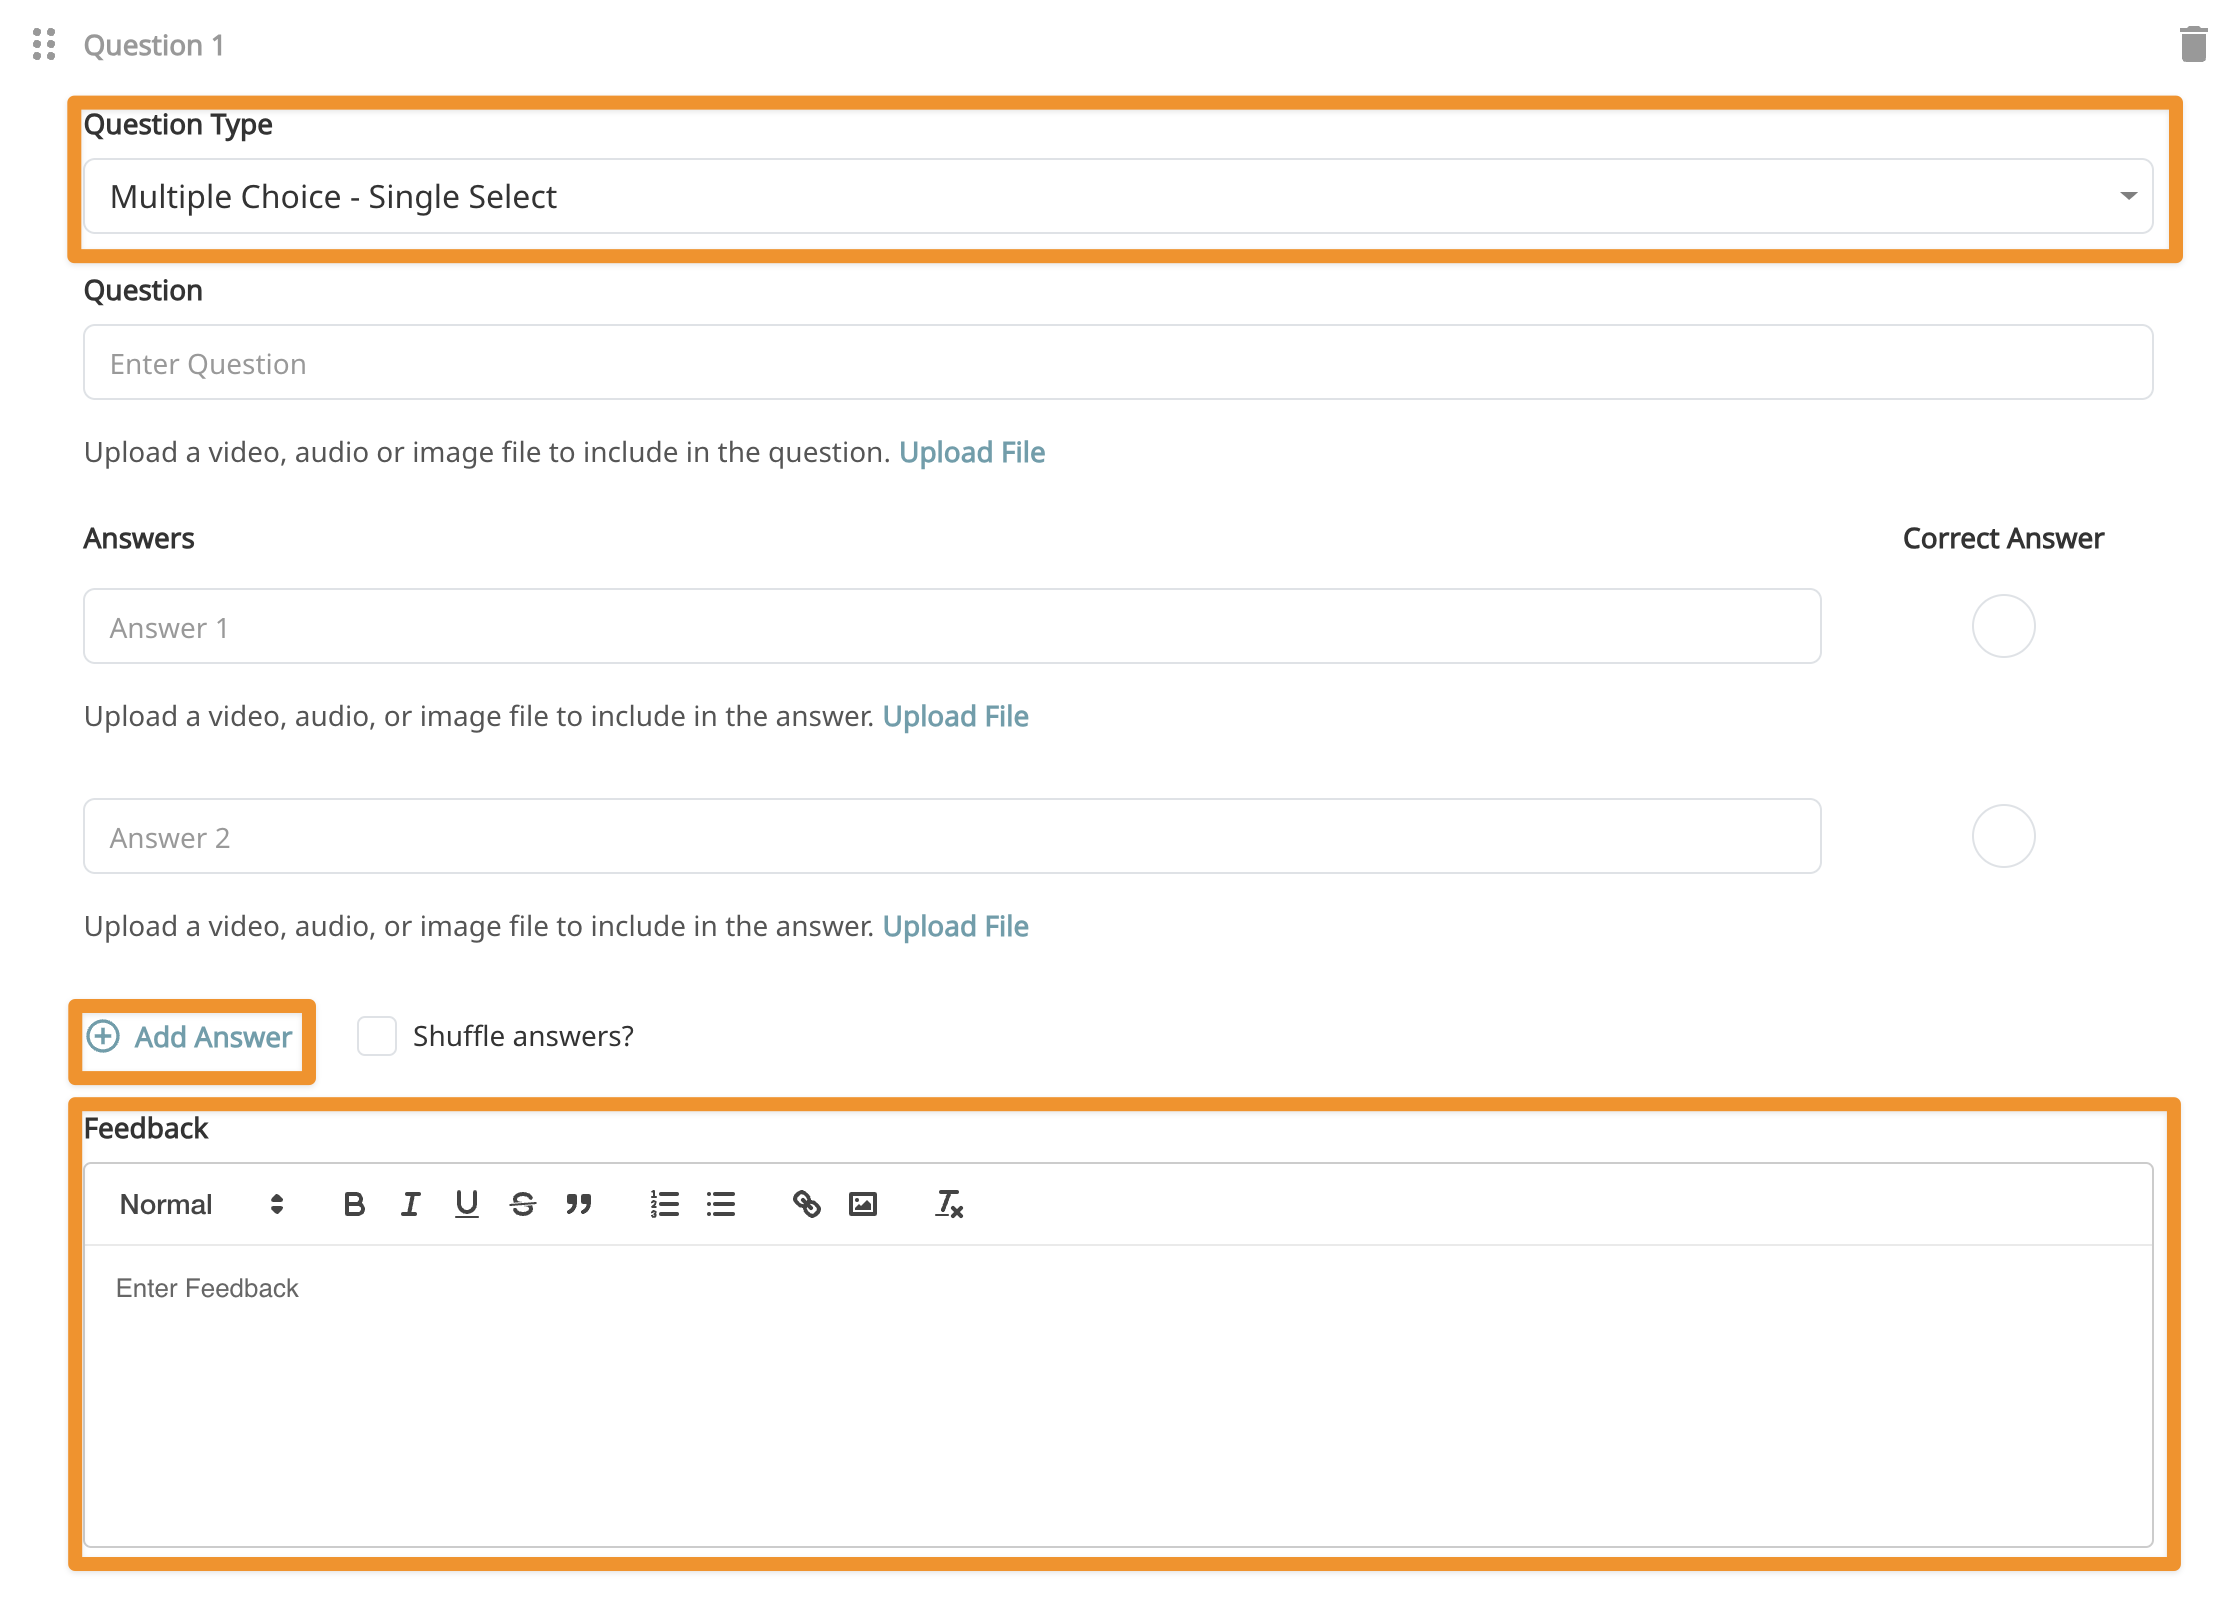 Question 1
Question Type
Multiple Choice - Single Select
Question
Enter Question
Upload a video, audio or image file to include in the question. Upload File
Answers Correct Answer
Answer 1
Upload a video, audio, or image file to include in the answer. Upload File
Answer 2
Upload a video, audio, or image file to include in the answer. Upload File
Add Answer Shuffle answers?
Feedback
Normal
Enter Feedback